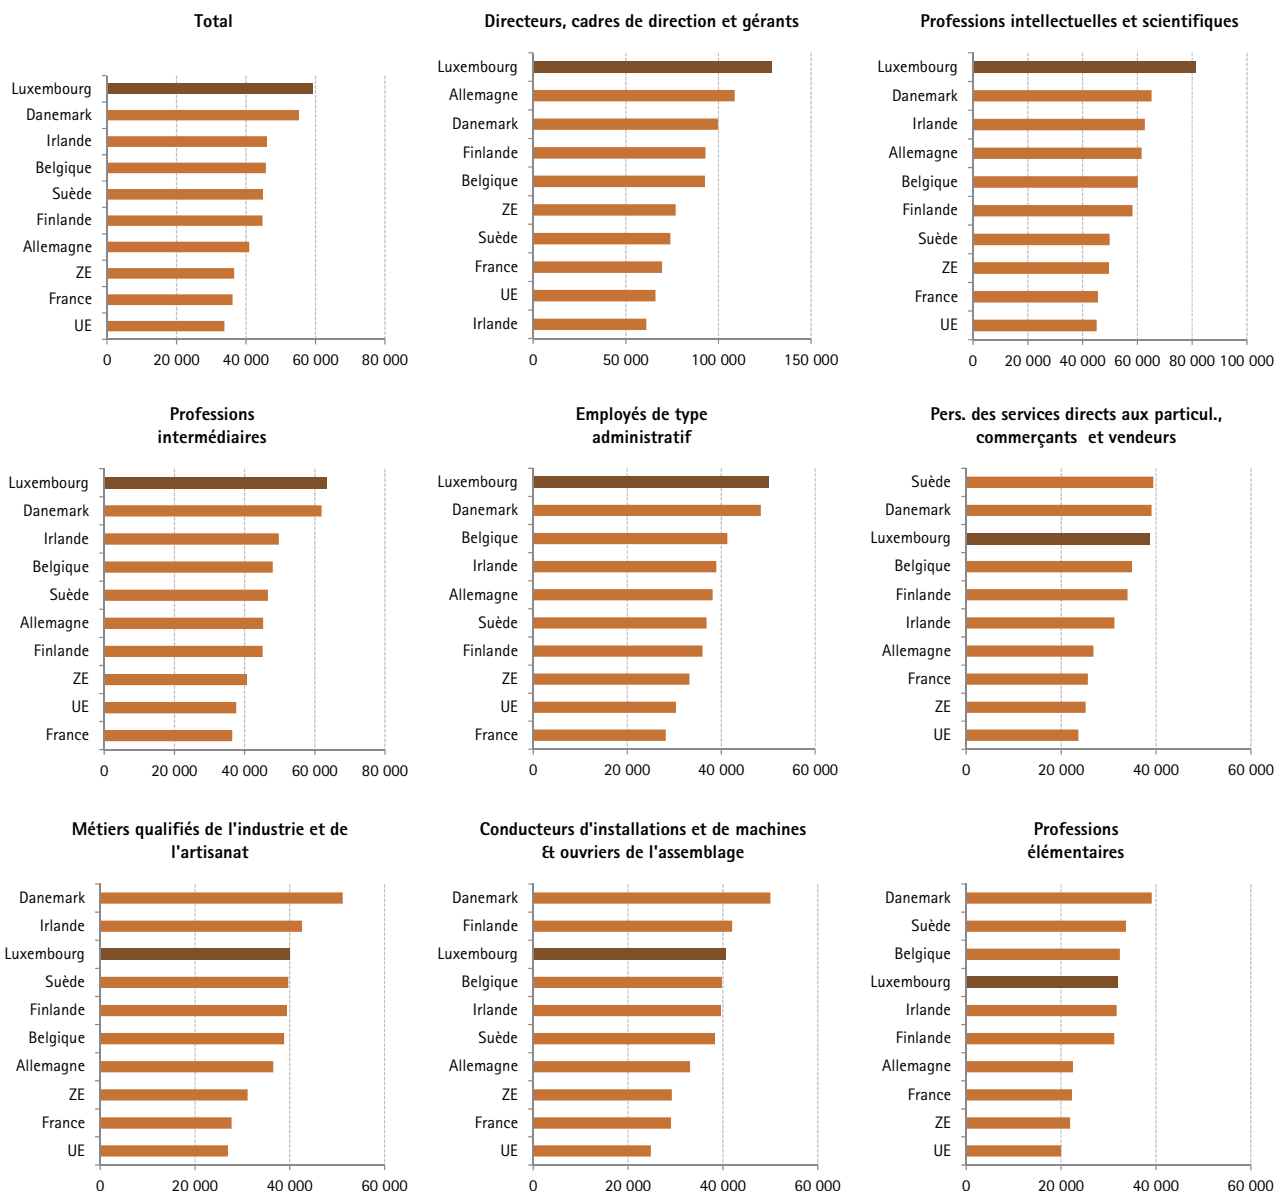 Total
Luxembourg
Danemark
Irlande
Belgique
Suède
Finlande
Allemagne
ZE
France
UE
0 20 000 40 000 60 000 80 000
Directeurs, cadres de direction et gérants
Luxembourg
Allemagne
Danemark
Finlande
Belgique
ZE
Suède
France
UE
Irlande
0 50 000 100 000 150 000
Professions intellectuelles et scientifiques
Luxembourg
Danemark
Irlande
Allemagne
Belgique
Finlande
Suède
ZE
France
UE
0 20 000 40 000 60 000 80 000 100 000
Professions
intermédiaires
Luxembourg
Danemark
Irlande
Belgique
Suède
Allemagne
Finlande
ZE
UE
France
0 20 000 40 000 60 000 80 000
Employés de type
administratif
Luxembourg
Danemark
Belgique
Irlande
Allemagne
Suède
Finlande
ZE
UE
France
0 20 000 40 000 60 000
Pers. des services directs aux particul.,
commerçants et vendeurs
Suède
Danemark
Luxembourg
Belgique
Finlande
Irlande
Allemagne
France
ZE
UE
0 20 000 40 000 60 000
Métiers qualifiés de l'industrie et de
l'artisanat
Danemark
Irlande
Luxembourg
Suède
Finlande
Belgique
Allemagne
ZE
France
UE
0 20 000 40 000 60 000
Conducteurs d'installations et de machines
& ouvriers de l'assemblage
Danemark
Finlande
Luxembourg
Belgique
Irlande
Suède
Allemagne
ZE
France
UE
0 20 000 40 000 60 000
Professions
élémentaires
Danemark
Suède
Belgique
Luxembourg
Irlande
Finlande
Allemagne
France
ZE
UE
0 20 000 40 000 60 000